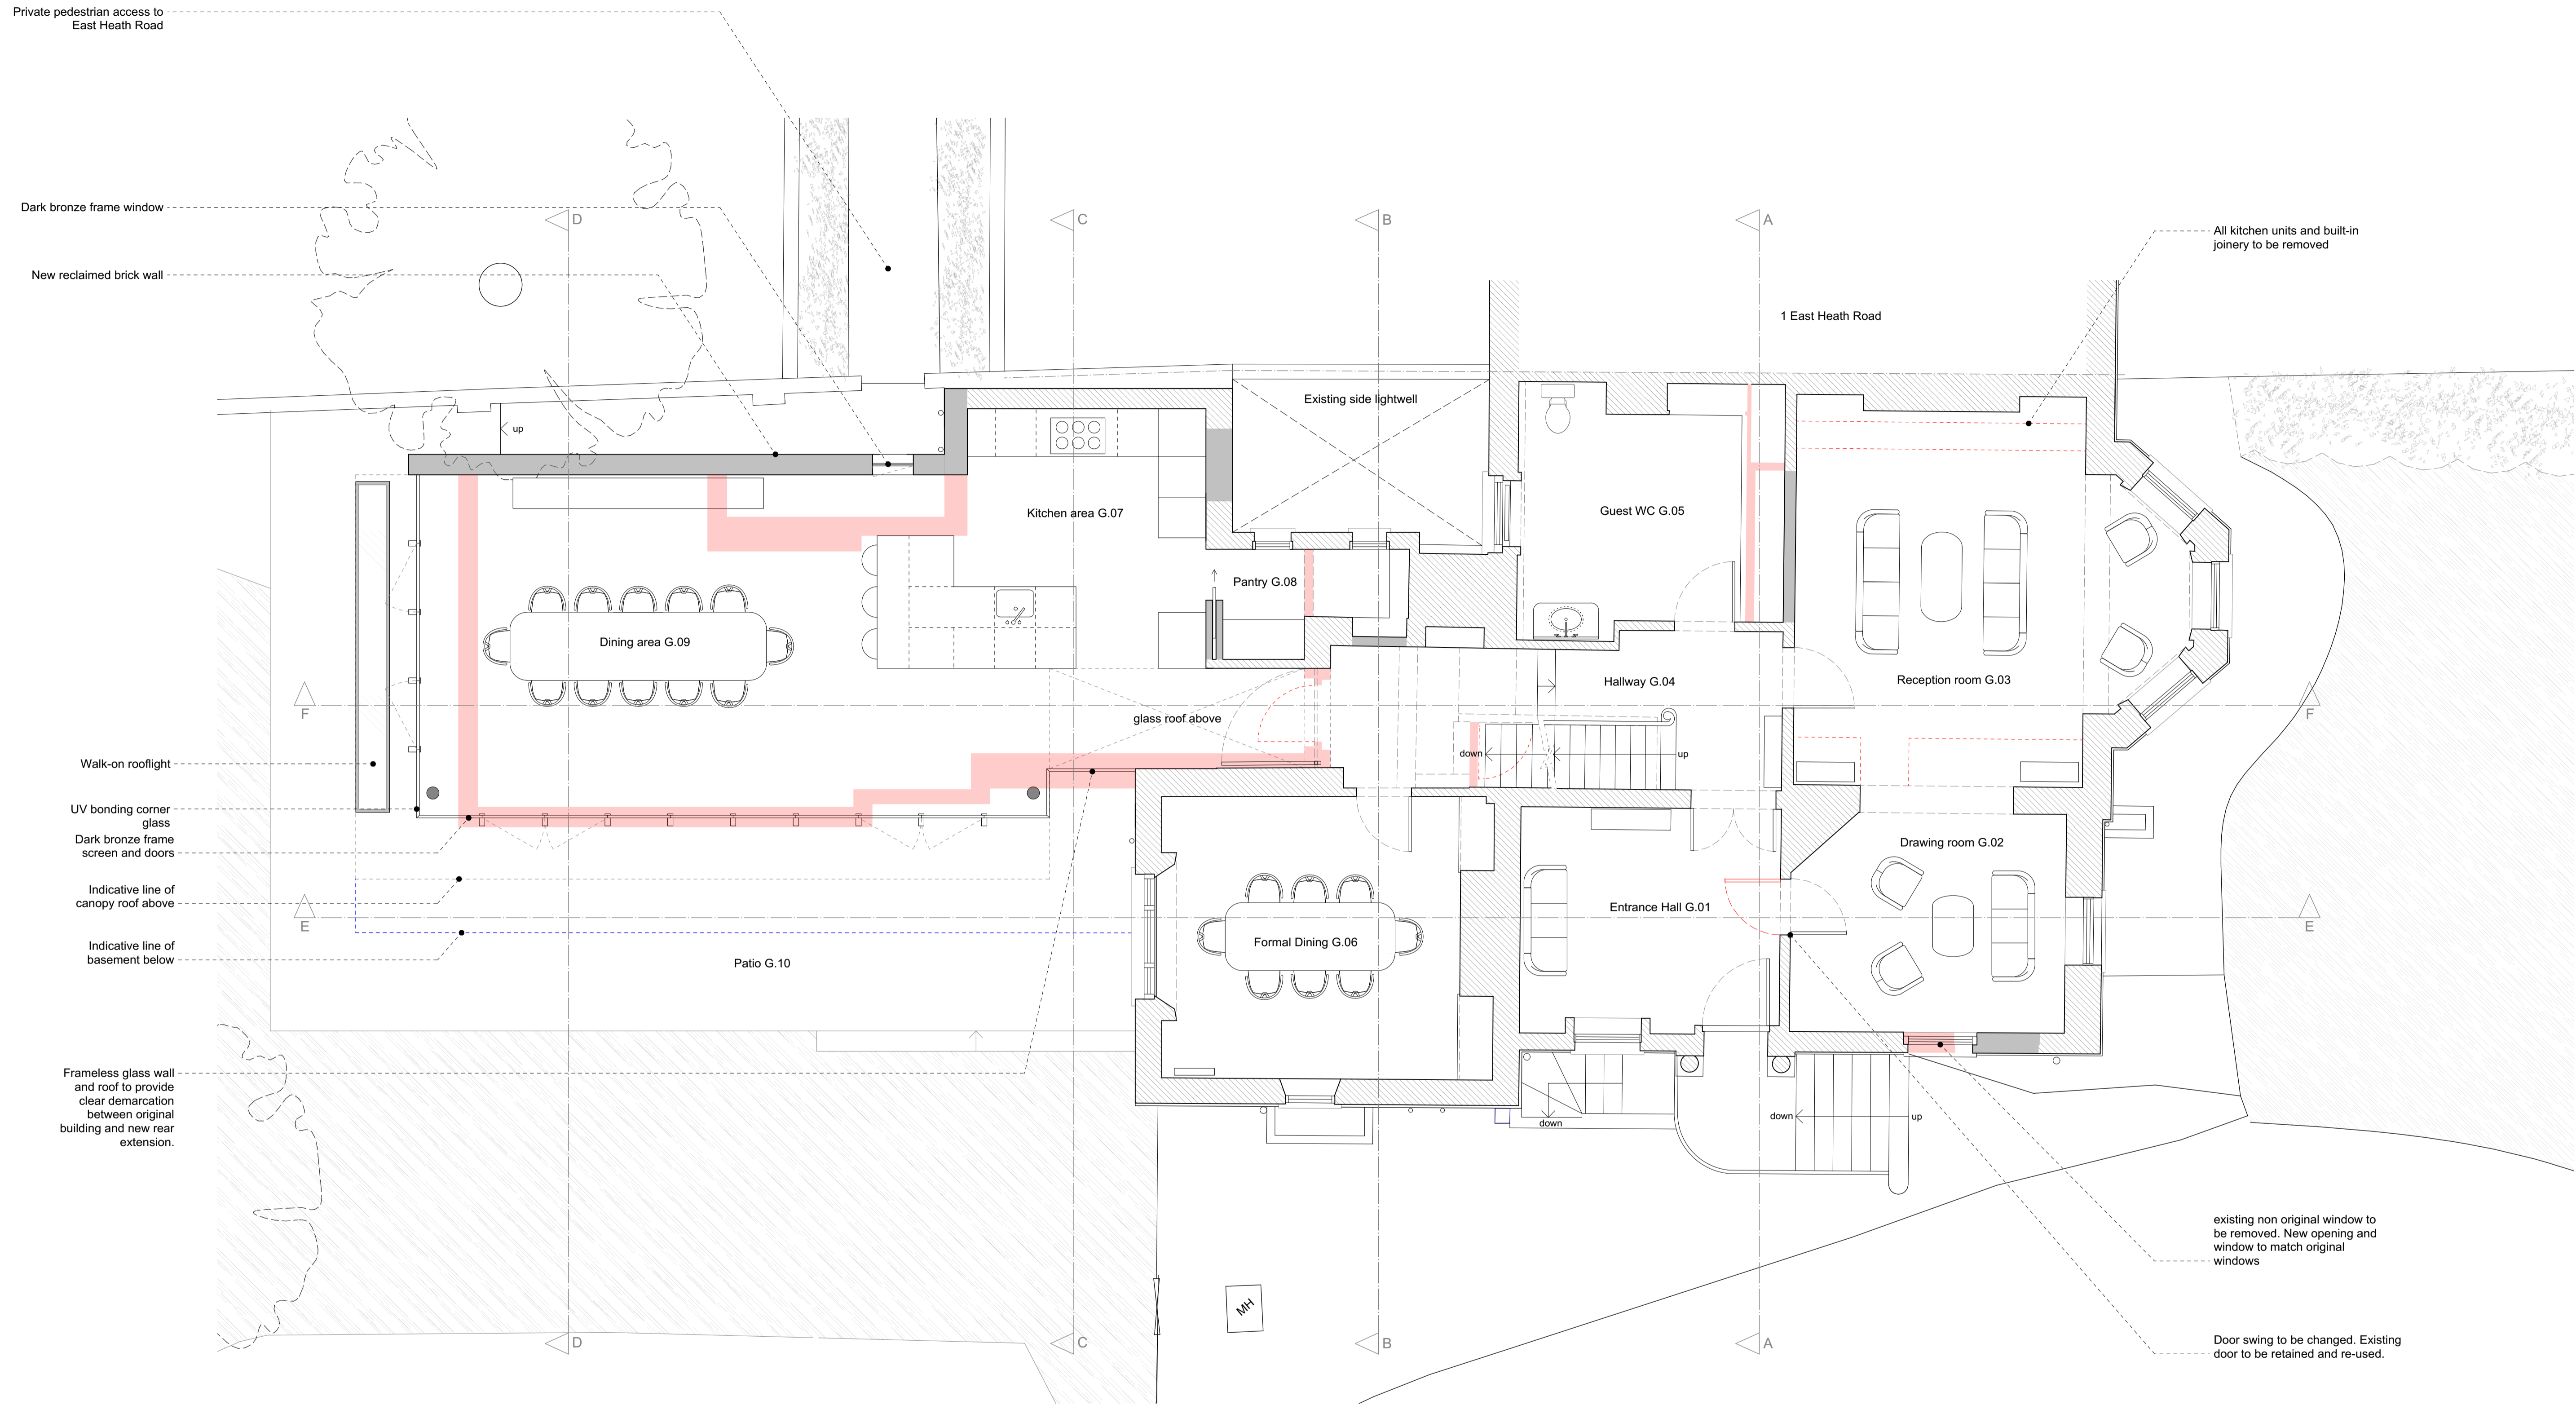 Private pedestrian access to
East Heath Road
Dark bronze frame window
D
C
B
A
All kitchen units and built-in
joinery to be removed
New reclaimed brick wall
1 East Heath Road
Existing side lightwell
up
Kitchen area G.07
Guest WC G.05
Pantry G.08
Dining area G.09
Hallway G.04
Reception room G.03
F
glass roof above
F
down
up
Walk-on rooflight
UV bonding corner
glass
Dark bronze frame
screen and doors
Drawing room G.02
Indicative line of
canopy roof above
Entrance Hall G.01
E
E
Formal Dining G.06
Indicative line of
basement below
Patio G.10
Frameless glass wall
and roof to provide
clear demarcation
between original
building and new rear
extension.
down
down
up
existing non original window to
be removed. New opening and
window to match original
windows
MH
D
C
B
A
Door swing to be changed. Existing
door to be retained and re-used.